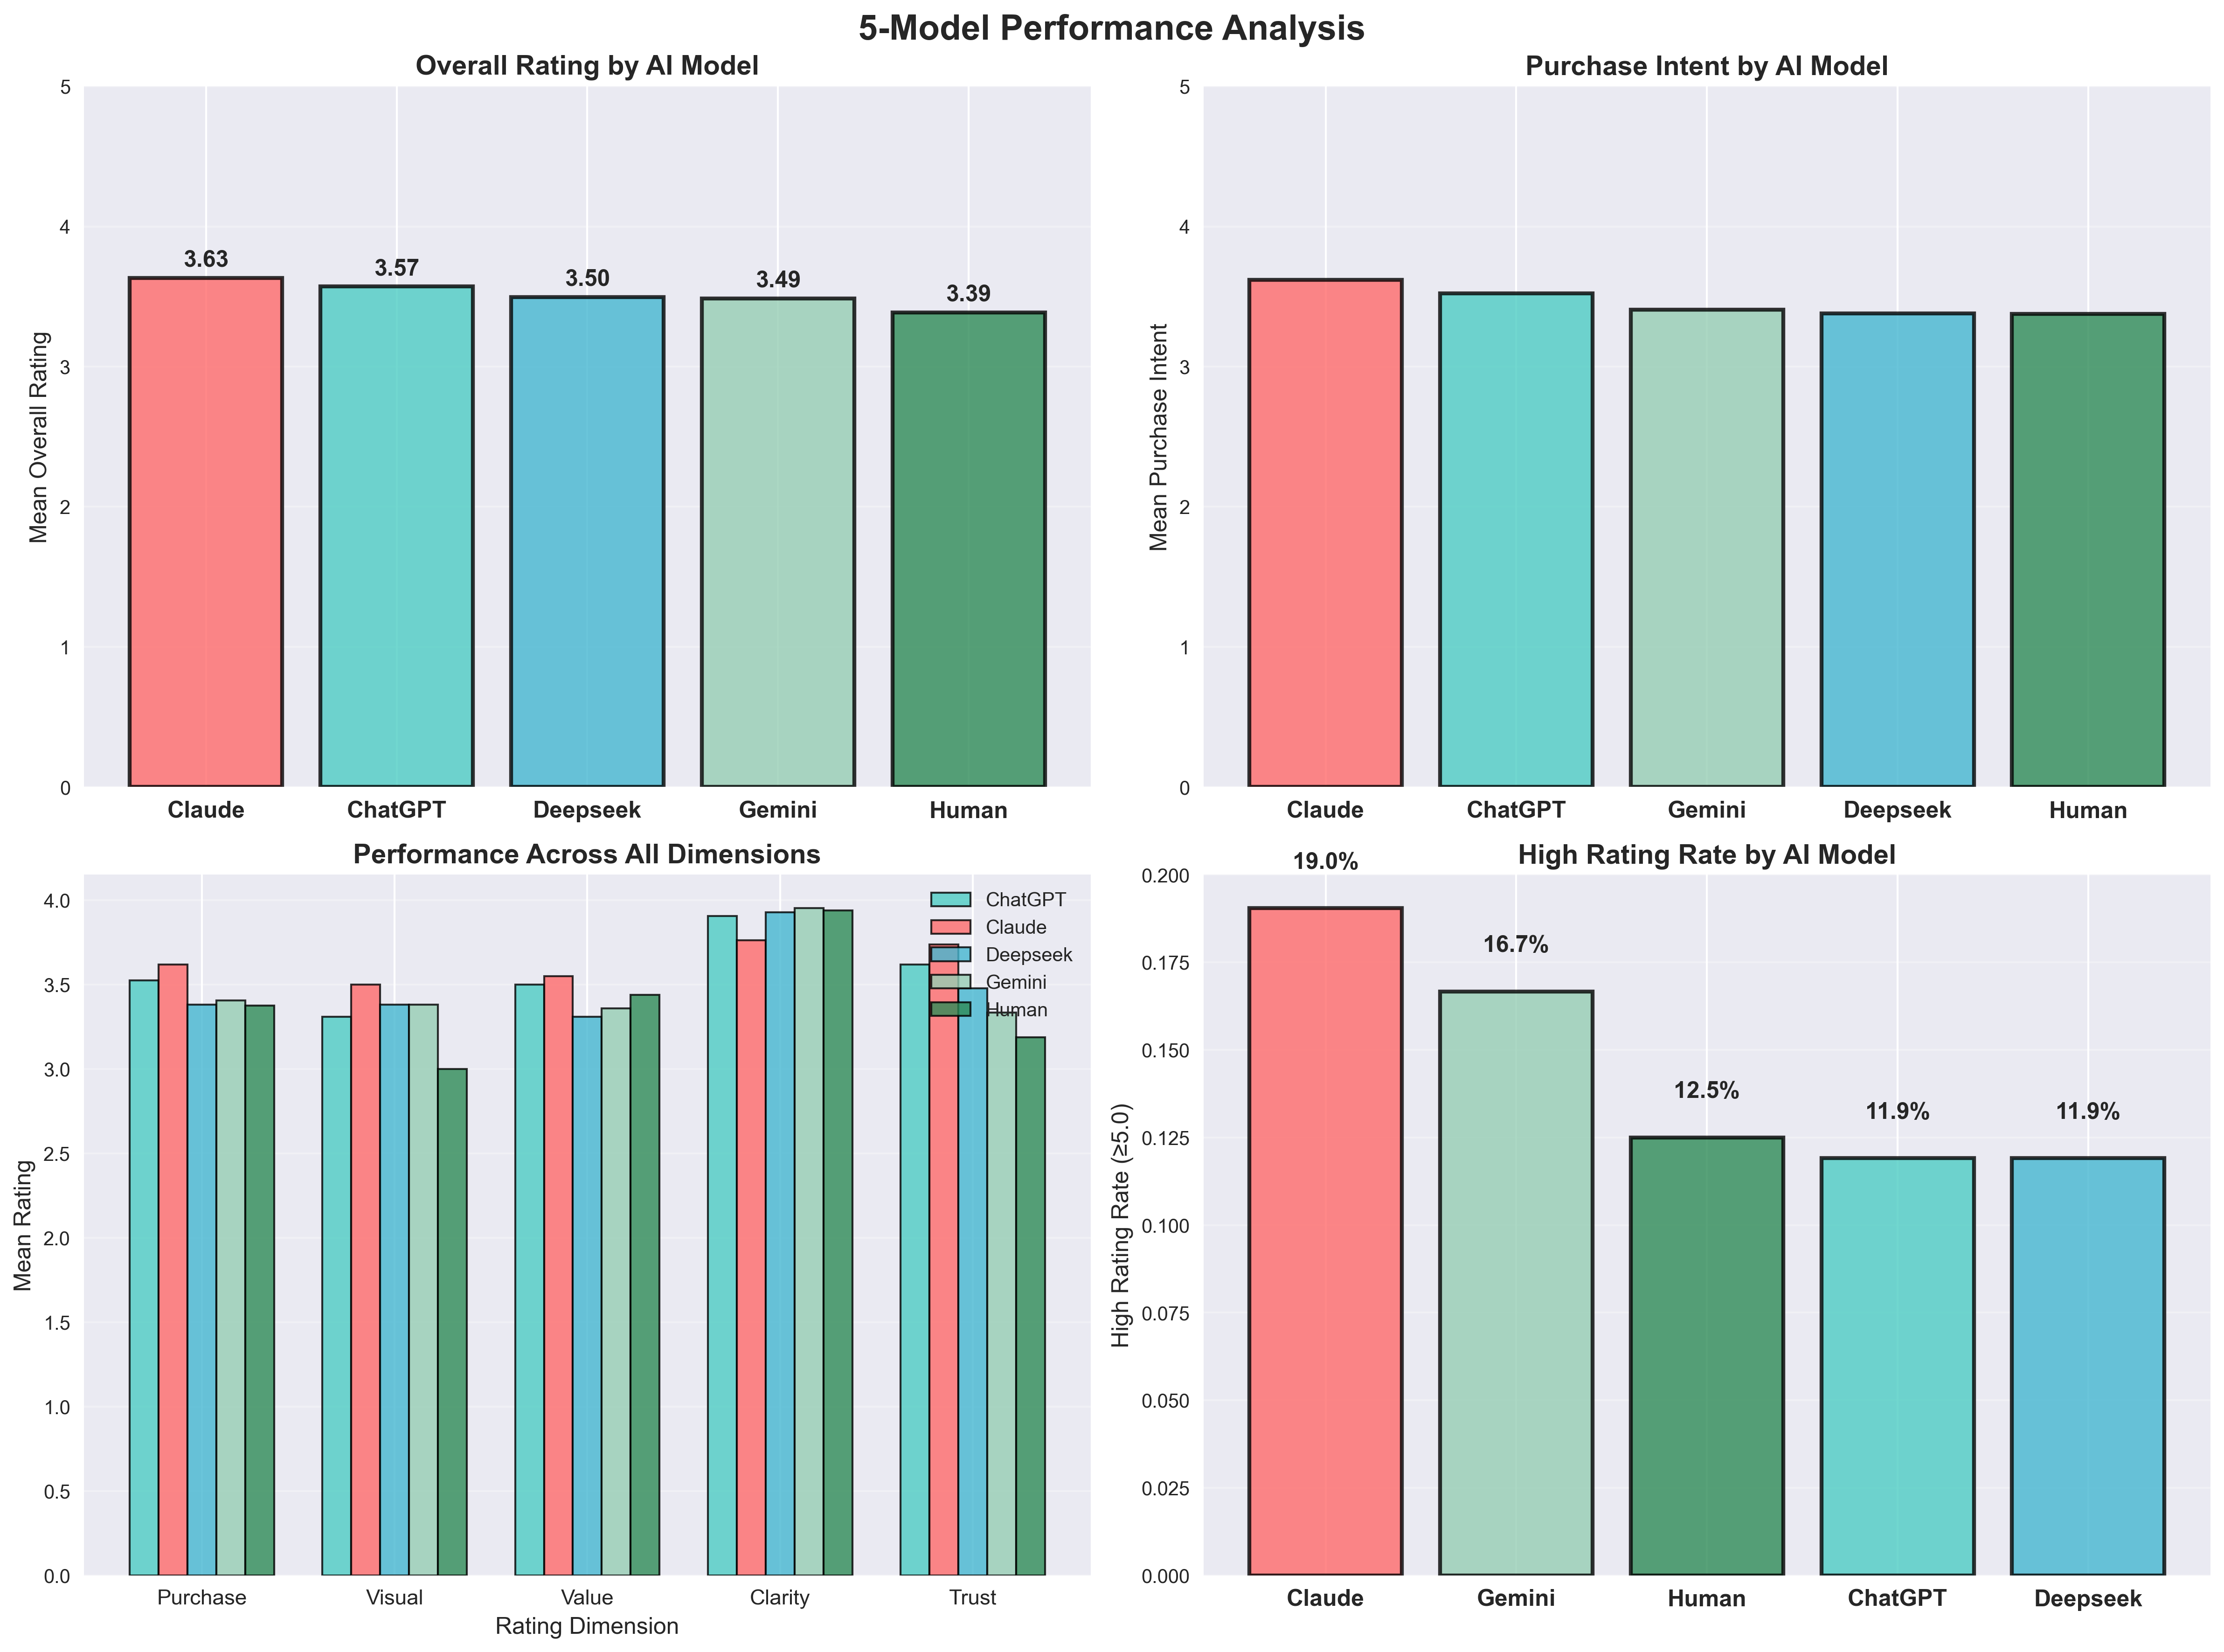 5-Model Performance Analysis
Overall Rating by AI Model
Mean Overall Rating
5
4
3
2
1
0
3.63
3.57
3.50
3.49
3.39
Claude
ChatGPT
Deepseek
Gemini
Human
Purchase Intent by AI Model
Mean Purchase Intent
5
4
3
2
1
0
Claude
ChatGPT
Gemini
Deepseek
Human
Performance Across All Dimensions
Mean Rating
4.0
3.5
3.0
2.5
2.0
1.5
1.0
0.5
0.0
ChatGPT
Claude
Deepseek
Gemini
Human
Purchase
Visual
Value
Clarity
Trust
Rating Dimension
High Rating Rate by AI Model
High Rating Rate (≥5.0)
0.200
0.175
0.150
0.125
0.100
0.075
0.050
0.025
0.000
19.0%
16.7%
12.5%
11.9%
11.9%
Claude
Gemini
Human
ChatGPT
Deepseek